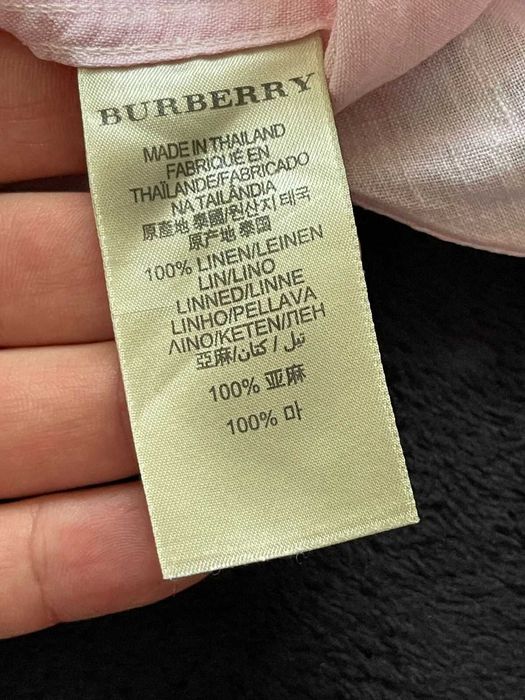 BURBERRY
MADE IN THAILAND
FABRIQUÉ EN
THAÏLANDE/FABRICADO
NA TAILÂNDIA
原產地 泰國/원산지 태국
原产地 泰国
100% LINEN/LEINEN
LIN/LINO
LINNED/LINNE
LINHO/PELLAVA
ΛΙΝΟ/KETEN/ЛЕН
亞麻/كتان/تيل
100% 亚麻
100% 마